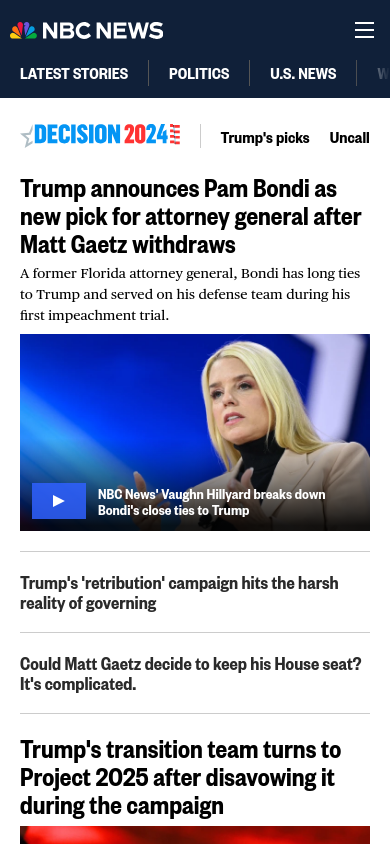 NBC NEWS
LATEST STORIES
POLITICS
U.S. NEWS
DECISION 2024
Trump's picks
Uncall
Trump announces Pam Bondi as
new pick for attorney general after
Matt Gaetz withdraws
A former Florida attorney general, Bondi has long ties
to Trump and served on his defense team during his
first impeachment trial.
NBC News' Vaughn Hillyard breaks down
Bondi's close ties to Trump
Trump's 'retribution' campaign hits the harsh
reality of governing
Could Matt Gaetz decide to keep his House seat?
It's complicated.
Trump's transition team turns to
Project 2025 after disavowing it
during the campaign